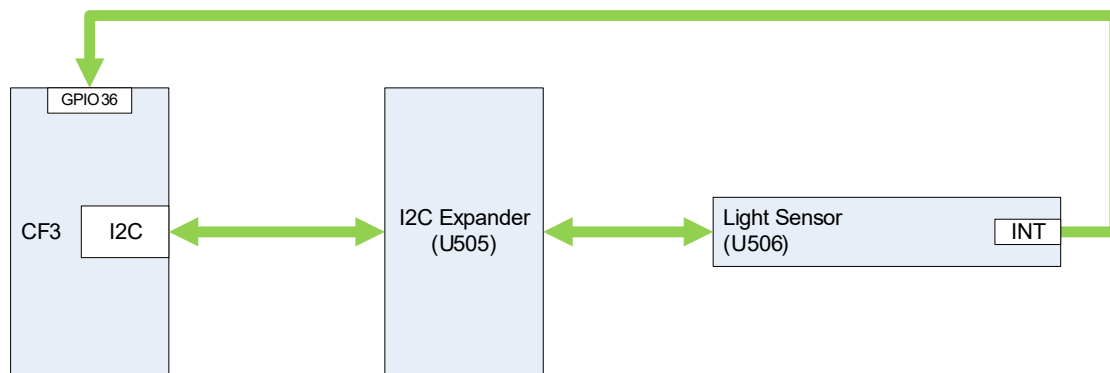 GPIO36
CF3
I2C
I2C Expander
(U505)
Light Sensor
(U506)
INT